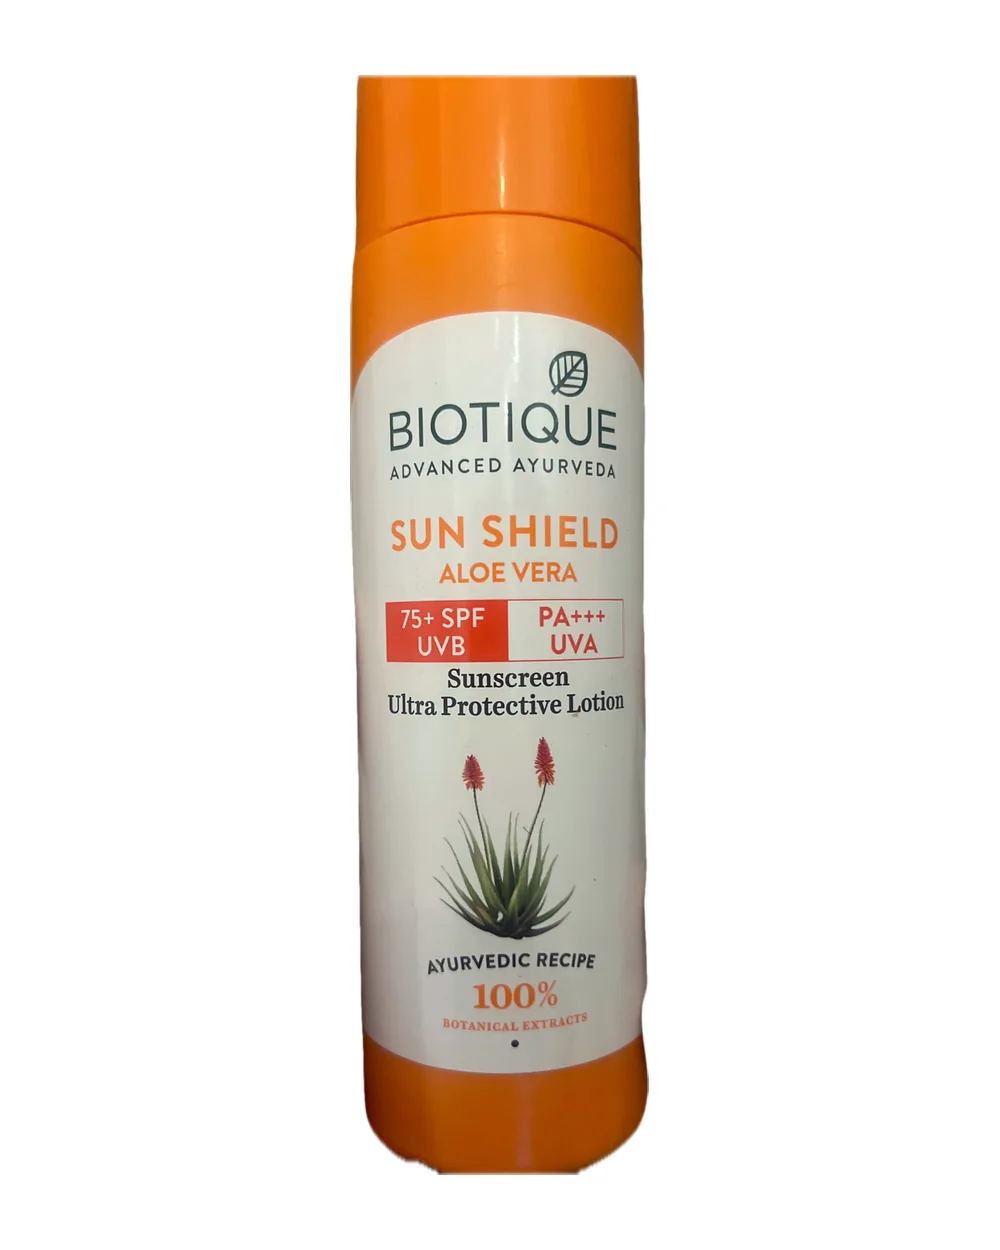 BIOTIQUE
ADVANCED AYURVEDA
SUN SHIELD
ALOE VERA
75+ SPF PA+++
UVB UVA
Sunscreen
Ultra Protective Lotion
AYURVEDIC RECIPE
100%
BOTANICAL EXTRACTS